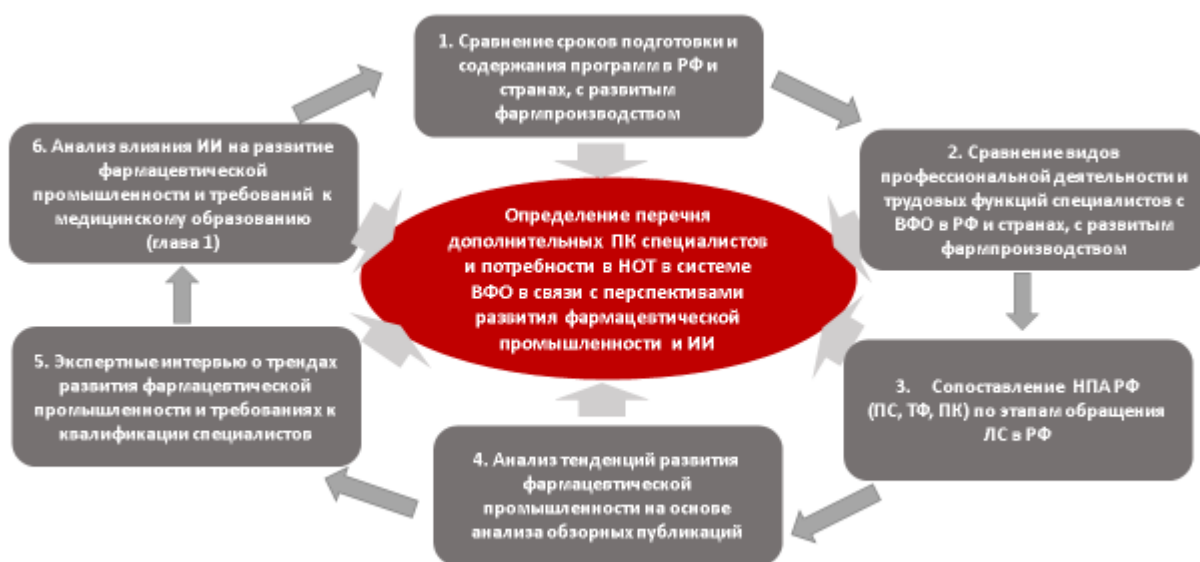 1. Сравнение сроков подготовки и
содержания программ в РФ и
странах, с развитым
фармпроизводством
2. Сравнение видов
профессиональной деятельности и
трудовых функций специалистов с
ВФО в РФ и странах, с развитым
фармпроизводством
3. Сопоставление НПА РФ
(ПС, ТФ, ПК) по этапам обращения
ЛС в РФ
4. Анализ тенденций развития
фармацевтической
промышленности на основе
анализа обзорных публикаций
5. Экспертные интервью о трендах
развития фармацевтической
промышленности и требованиях к
квалификации специалистов
6. Анализ влияния ИИ на развитие
фармацевтической
промышленности и требований к
медицинскому образованию
(глава 1)
Определение перечня
дополнительных ПК специалистов
и потребности в НОТ в системе
ВФО в связи с перспективами
развития фармацевтической
промышленности и ИИ